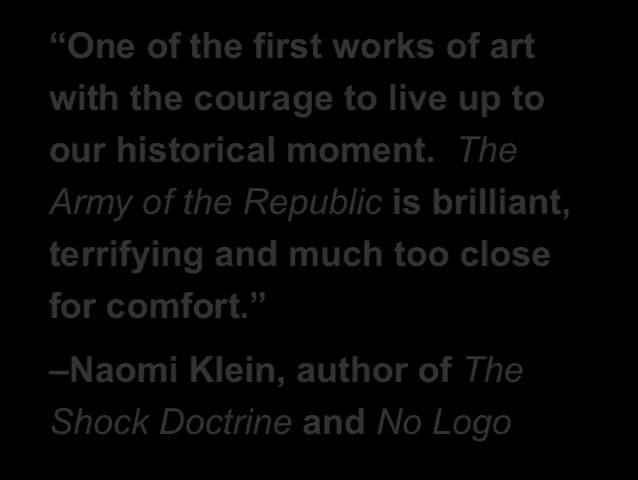 “One of the first works of art
with the courage to live up to
our historical moment.  The
Army of the Republic is brilliant,
terrifying and much too close
for comfort.”
–Naomi Klein, author of The
Shock Doctrine and No Logo